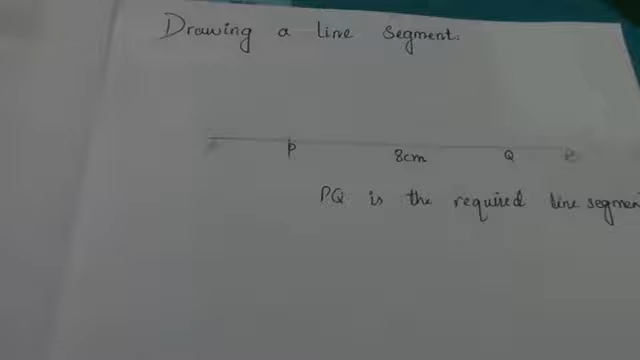 Drawing a line Segment.
P 8cm Q
PQ is the required line segmen